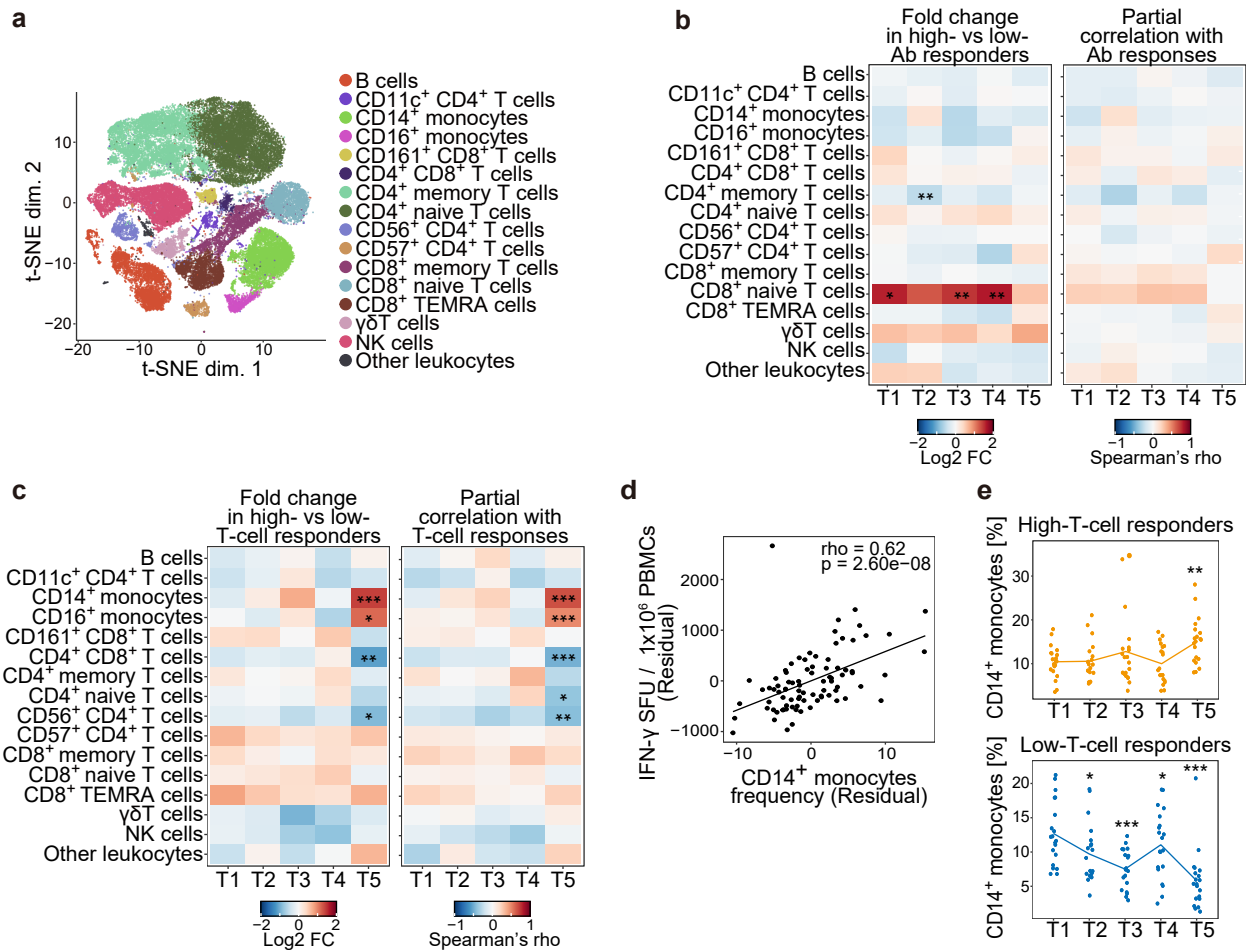 a
t-SNE dim. 2
10
0
−10
−20
−20
−10
0
10
t-SNE dim. 1
B cells
CD11c⁺ CD4⁺ T cells
CD14⁺ monocytes
CD16⁺ monocytes
CD161⁺ CD8⁺ T cells
CD4⁺ CD8⁺ T cells
CD4⁺ memory T cells
CD4⁺ naive T cells
CD56⁺ CD4⁺ T cells
CD57⁺ CD4⁺ T cells
CD8⁺ memory T cells
CD8⁺ naive T cells
CD8⁺ TEMRA cells
γδT cells
NK cells
Other leukocytes
b
Fold change
in high- vs low-
Ab responders
Partial
correlation with
Ab responses
B cells
CD11c⁺ CD4⁺ T cells
CD14⁺ monocytes
CD16⁺ monocytes
CD161⁺ CD8⁺ T cells
CD4⁺ CD8⁺ T cells
CD4⁺ memory T cells **
CD4⁺ naive T cells
CD56⁺ CD4⁺ T cells
CD57⁺ CD4⁺ T cells
CD8⁺ memory T cells
CD8⁺ naive T cells * ** **
CD8⁺ TEMRA cells
γδT cells
NK cells
Other leukocytes
T1 T2 T3 T4 T5 T1 T2 T3 T4 T5
−2 0 2
Log2 FC
−1 0 1
Spearman's rho
c
Fold change
in high- vs low-
T-cell responders
Partial
correlation with
T-cell responses
B cells
CD11c⁺ CD4⁺ T cells
CD14⁺ monocytes *** ***
CD16⁺ monocytes * ***
CD161⁺ CD8⁺ T cells
CD4⁺ CD8⁺ T cells ** ***
CD4⁺ memory T cells
CD4⁺ naive T cells *
CD56⁺ CD4⁺ T cells * **
CD57⁺ CD4⁺ T cells
CD8⁺ memory T cells
CD8⁺ naive T cells
CD8⁺ TEMRA cells
γδT cells
NK cells
Other leukocytes
T1 T2 T3 T4 T5 T1 T2 T3 T4 T5
−2 0 2
Log2 FC
−1 0 1
Spearman's rho
d
IFN-γ SFU / 1x10⁶ PBMCs
(Residual)
rho = 0.62
p = 2.60e−08
2000
1000
0
−1000
−10 0 10
CD14⁺ monocytes
frequency (Residual)
e
High-T-cell responders
CD14⁺ monocytes [%]
30
20
10
**
T1 T2 T3 T4 T5
Low-T-cell responders
CD14⁺ monocytes [%]
20
15
10
5
* *** * ***
T1 T2 T3 T4 T5